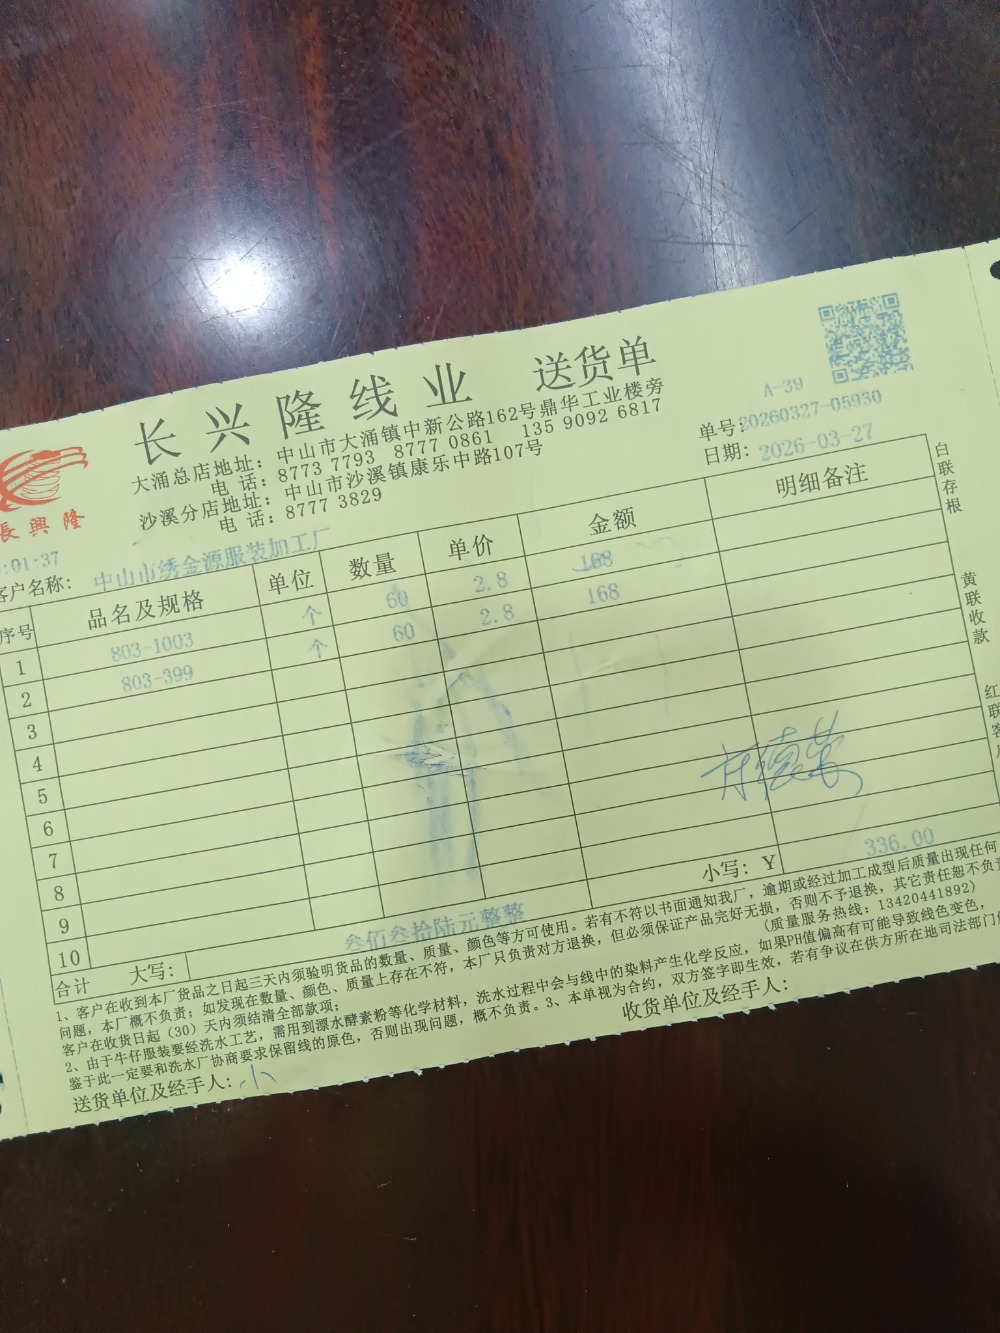 长兴隆线业 送货单
大涌总店地址：中山市大涌镇中新公路162号鼎华工业楼旁
电 话：8773 7793 8777 0861 135 9092 6817
沙溪分店地址：中山市沙溪镇康乐中路107号
电 话：8777 3829
長興隆
A-39
单号:20260327-05930
日期: 2026-03-27
:01:37
客户名称: 中山市绣金源服装加工厂
序号 品名及规格 单位 数量 单价 金额 明细备注
1 803-1003 个 60 2.8 168
2 803-399 个 60 2.8 168
3
4
5
6
7
8
9
10
合计 大写: 叁佰叁拾陆元整整 小写: ￥ 336.00
1、客户在收到本厂货品之日起三天内须验明货品的数量、质量、颜色等方可使用。若有不符以书面通知我厂，逾期或经过加工成型后质量出现任何
问题，本厂概不负责；如发现在数量、颜色、质量上存在不符，本厂只负责对方退换，但必须保证产品完好无损，否则不予退换，其它责任恕不负责
客户在收货日起（30）天内须结清全部款项； (质量服务热线: 13420441892)
2、由于牛仔服装要经洗水工艺，需用到漂水酵素粉等化学材料，洗水过程中会与线中的染料产生化学反应，如果PH值偏高有可能导致线色变色，
鉴于此一定要和洗水厂协商要求保留线的原色，否则出现问题，概不负责。3、本单视为合约，双方签字即生效，若有争议在供方所在地司法部门
送货单位及经手人: 小
收货单位及经手人:
白联存根
黄联收款
红联客